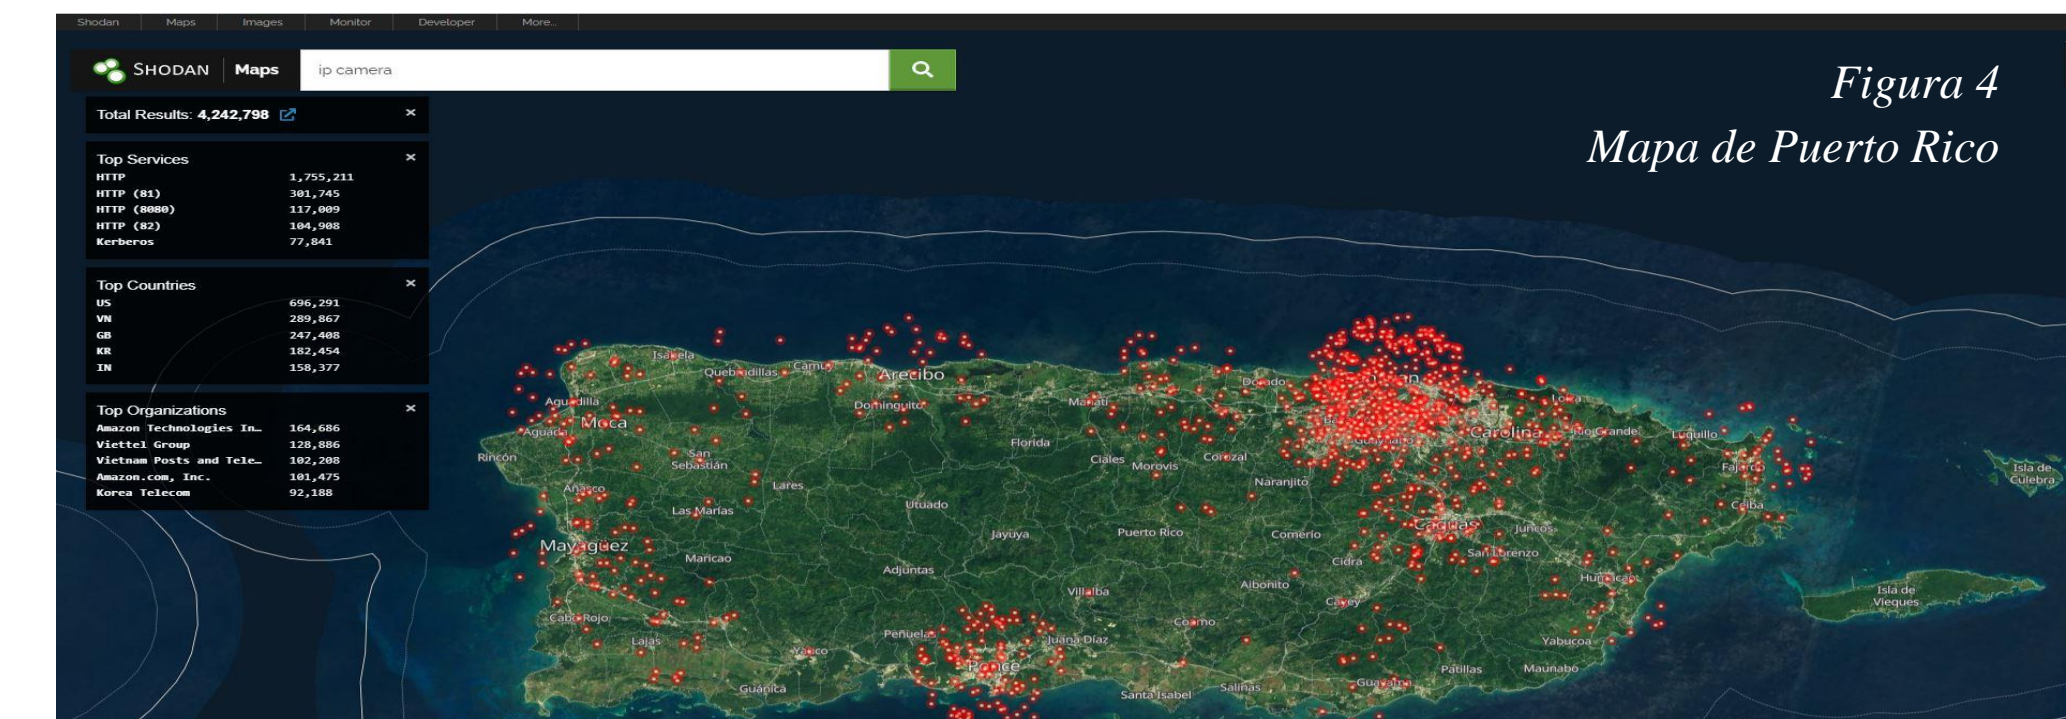 Shodan Maps Images Monitor Developer More...
SHODAN Maps ip camera
Figura 4
Mapa de Puerto Rico
Total Results: 4,242,798
Top Services
HTTP 1,755,211
HTTP (81) 301,745
HTTP (8080) 117,009
HTTP (82) 104,908
Kerberos 77,841
Top Countries
US 696,291
VN 289,867
GB 247,408
KR 182,454
IN 158,377
Top Organizations
Amazon Technologies In…
164,686
Viettel Group 128,886
Vietnam Posts and Tele…
102,208
Amazon.com, Inc. 101,475
Korea Telecom 92,188
Isabela
Quebradillas
Camuy
Arecibo
Dorado
Aguadilla
Dominguito
Manatí
Loíza
Moca
Aguada
Carolina
Río Grande
Luquillo
Florida
Guaynabo
Rincón
San Sebastián
Ciales
Morovis
Corozal
Fajardo
Isla de Culebra
Lares
Naranjito
Añasco
Las Marías
Utuado
Ceiba
Jayuya
Puerto Rico
Comerío
Caguas
Juncos
Mayagüez
Maricao
San Lorenzo
Adjuntas
Cidra
Humacao
Villalba
Aibonito
Cayey
Isla de Vieques
Cabo Rojo
Coamo
Lajas
Peñuelas
Juana Díaz
Yabucoa
Yauco
Ponce
Patillas
Maunabo
Guánica
Santa Isabel
Salinas
Guayama